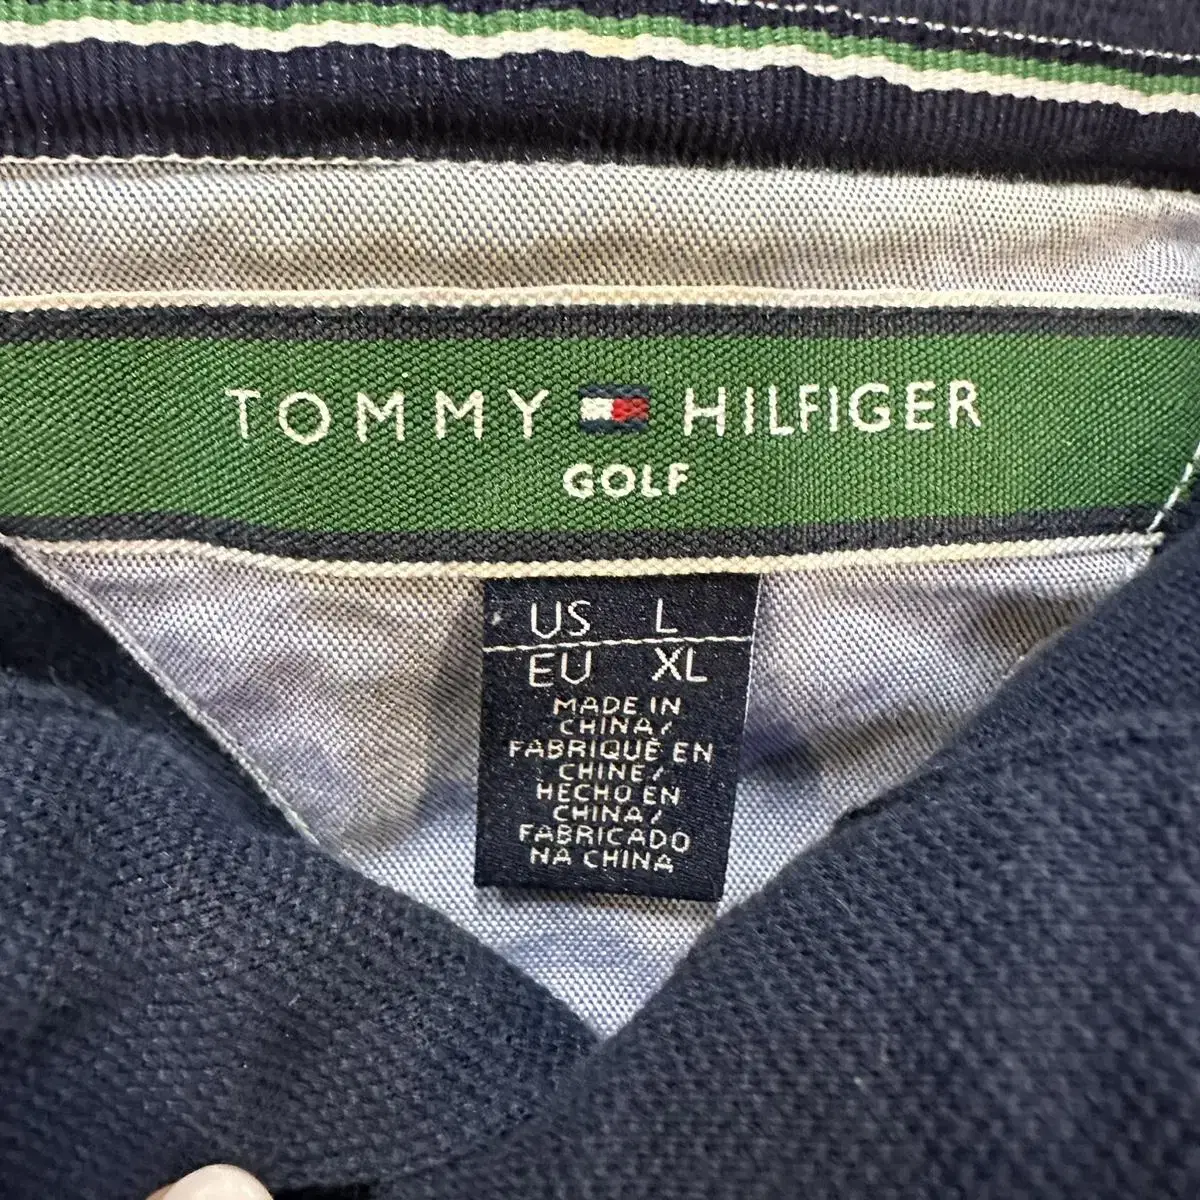 TOMMY HILFIGER
GOLF
US L
EU XL
MADE IN
CHINA/
FABRIQUÉ EN
CHINE/
HECHO EN
CHINA/
FABRICADO
NA CHINA